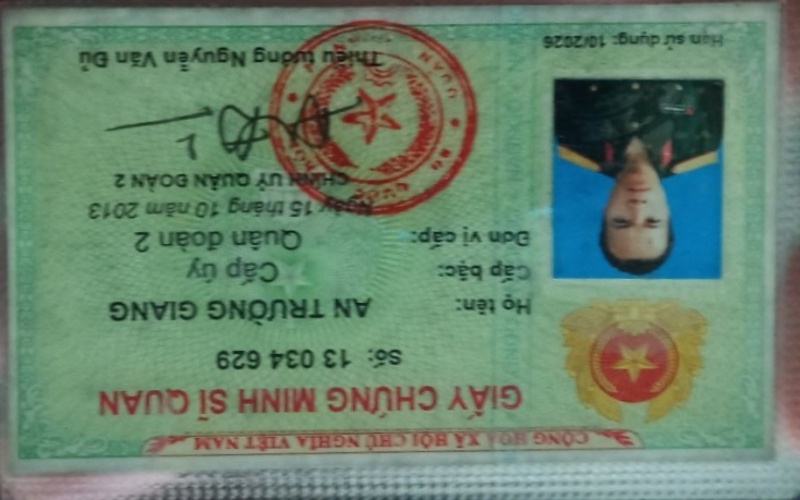 CỘNG HOÀ XÃ HỘI CHỦ NGHĨA VIỆT NAM
GIẤY CHỨNG MINH SĨ QUAN
Số: 13 034 629
Họ tên: AN TRƯỜNG GIANG
Cấp bậc: Cấp úy
Đơn vị cấp: Quân đoàn 2
Ngày 15 tháng 10 năm 2013
CHÍNH UỶ QUÂN ĐOÀN 2
Thiếu tướng Nguyễn Văn Đủ
Hạn sử dụng: 10/2026